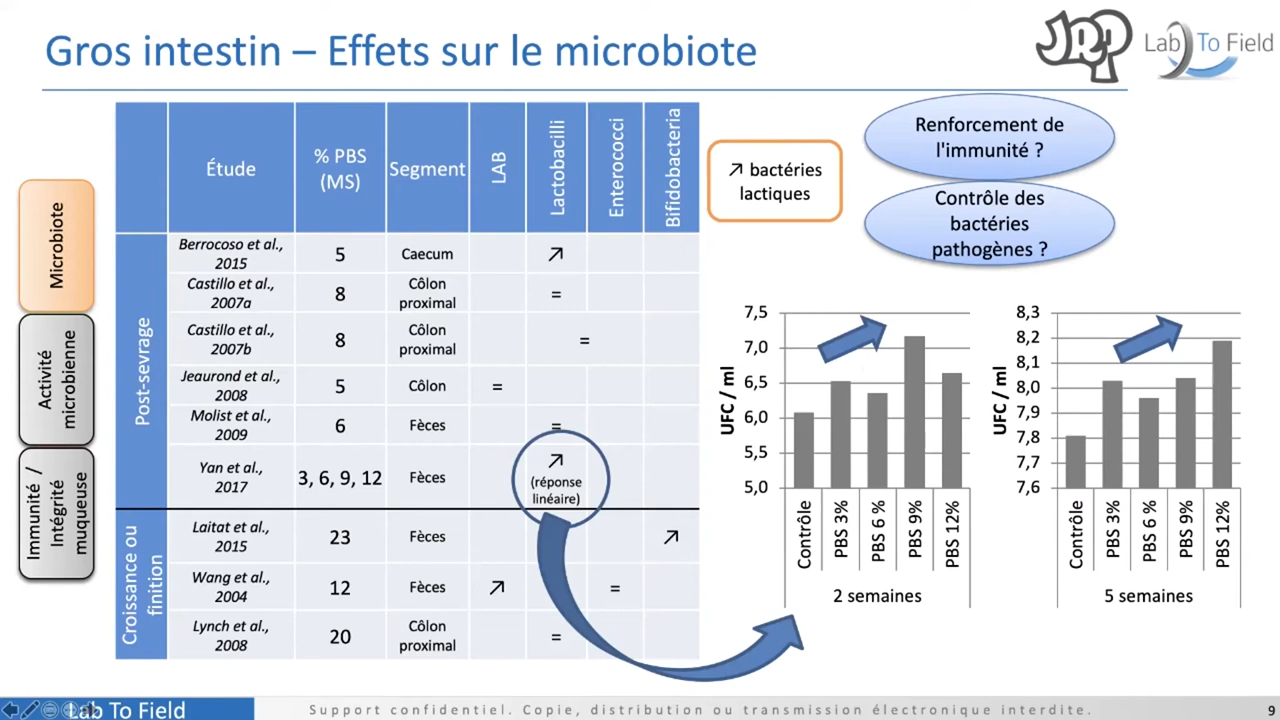 Gros intestin – Effets sur le microbiote
JRP
Lab To Field
Microbiote
Activité
microbienne
Immunité /
Intégrité
muqueuse
Étude
% PBS
(MS)
Segment
LAB
Lactobacilli
Enterococci
Bifidobacteria
Post-sevrage
Berrocoso et al.,
2015
5
Caecum
↗
Castillo et al.,
2007a
8
Côlon
proximal
=
Castillo et al.,
2007b
8
Côlon
proximal
=
Jeaurond et al.,
2008
5
Côlon
=
Molist et al.,
2009
6
Fèces
=
Yan et al.,
2017
3, 6, 9, 12
Fèces
↗
(réponse
linéaire)
Croissance ou
finition
Laitat et al.,
2015
23
Fèces
↗
Wang et al.,
2004
12
Fèces
↗
=
Lynch et al.,
2008
20
Côlon
proximal
=
↗ bactéries
lactiques
Renforcement de
l'immunité ?
Contrôle des
bactéries
pathogènes ?
UFC / ml
7,5
7,0
6,5
6,0
5,5
5,0
Contrôle
PBS 3%
PBS 6 %
PBS 9%
PBS 12%
2 semaines
UFC / ml
8,3
8,2
8,1
8,0
7,9
7,8
7,7
7,6
Contrôle
PBS 3%
PBS 6 %
PBS 9%
PBS 12%
5 semaines
Lab To Field
Support confidentiel. Copie, distribution ou transmission électronique interdite.
9